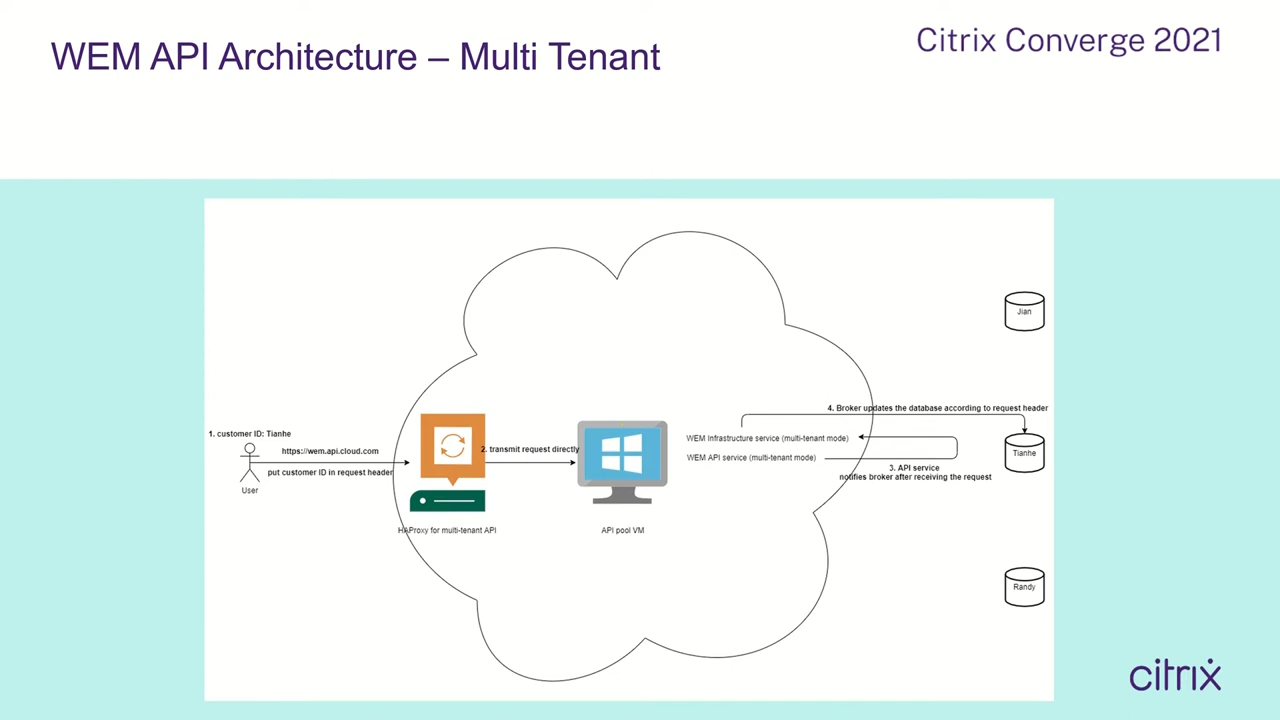 WEM API Architecture – Multi Tenant
Citrix Converge 2021
Jian
1. customer ID: Tianhe
https://wem.api.cloud.com
put customer ID in request header
User
2. transmit request directly
HAProxy for multi-tenant API
API pool VM
4. Broker updates the database according to request header
WEM Infrastructure service (multi-tenant mode)
WEM API service (multi-tenant mode)
3. API service
notifies broker after receiving the request
Tianhe
Randy
citrix